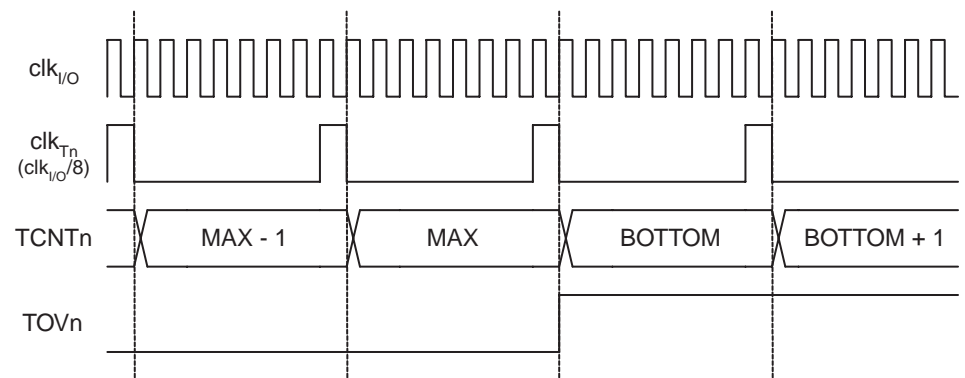 clkI/O
clkTn
(clkI/O/8)
TCNTn MAX - 1 MAX BOTTOM BOTTOM + 1
TOVn